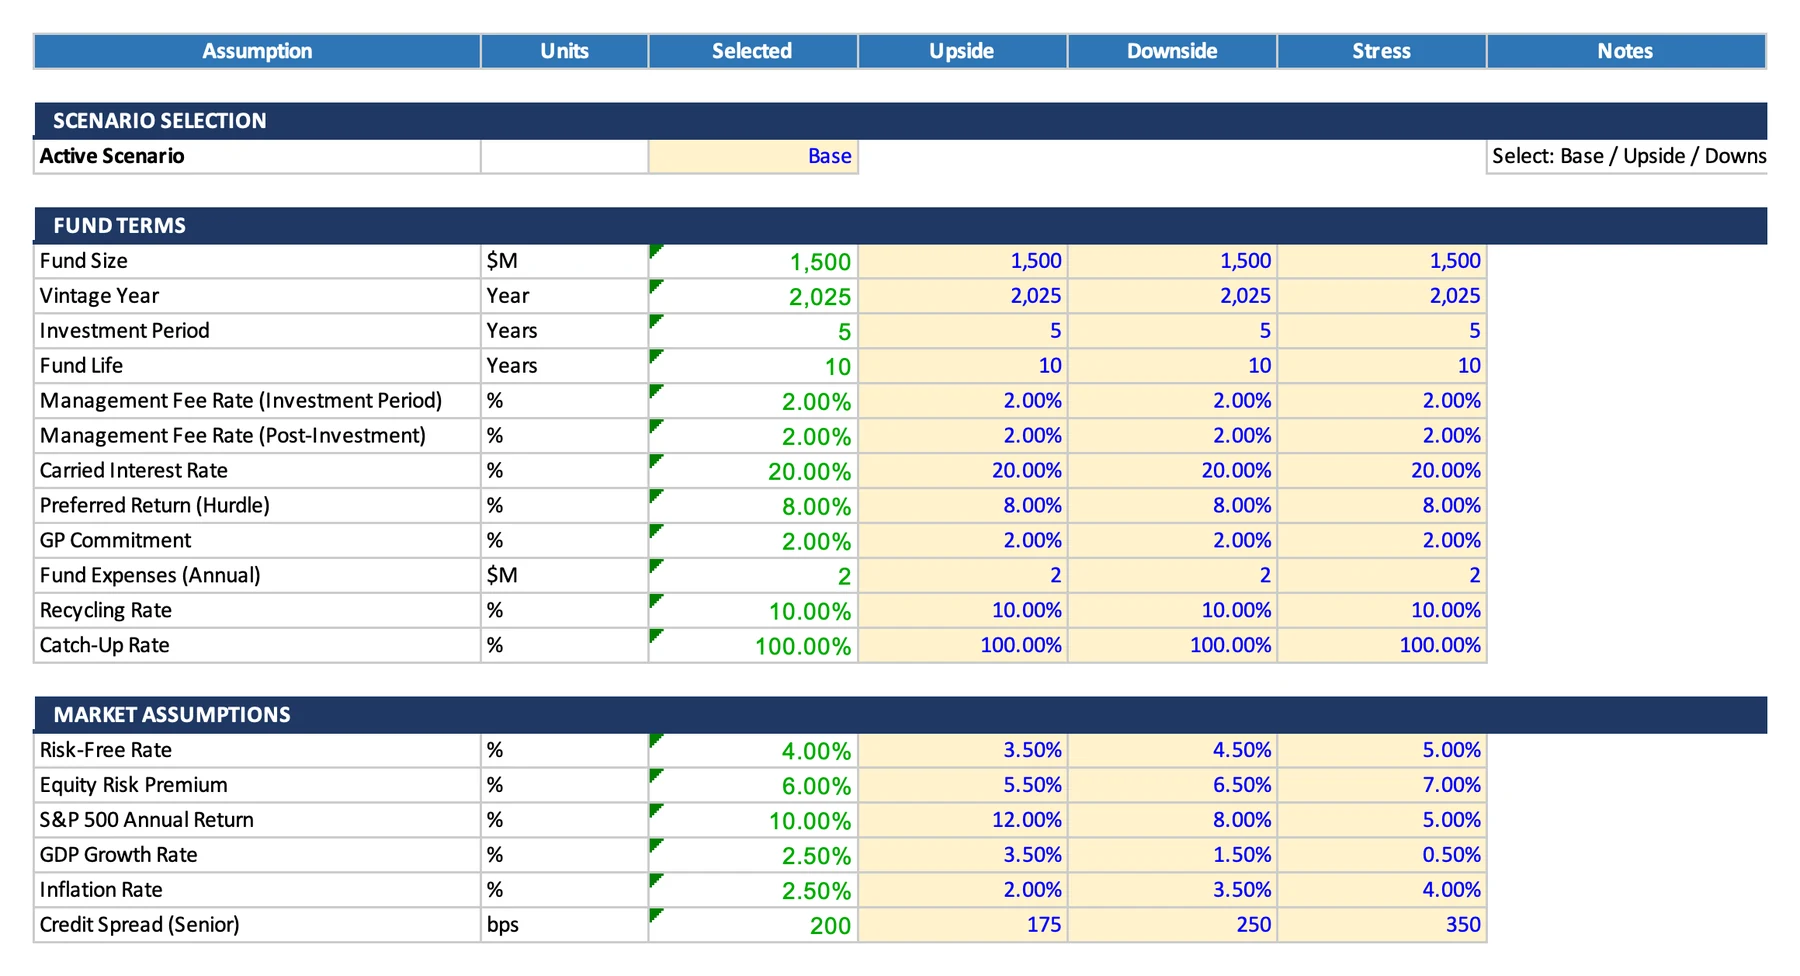 Assumption Units Selected Upside Downside Stress Notes
SCENARIO SELECTION
Active Scenario Base Select: Base / Upside / Downs
FUND TERMS
Fund Size $M 1,500 1,500 1,500 1,500
Vintage Year Year 2,025 2,025 2,025 2,025
Investment Period Years 5 5 5 5
Fund Life Years 10 10 10 10
Management Fee Rate (Investment Period) % 2.00% 2.00% 2.00% 2.00%
Management Fee Rate (Post-Investment) % 2.00% 2.00% 2.00% 2.00%
Carried Interest Rate % 20.00% 20.00% 20.00% 20.00%
Preferred Return (Hurdle) % 8.00% 8.00% 8.00% 8.00%
GP Commitment % 2.00% 2.00% 2.00% 2.00%
Fund Expenses (Annual) $M 2 2 2 2
Recycling Rate % 10.00% 10.00% 10.00% 10.00%
Catch-Up Rate % 100.00% 100.00% 100.00% 100.00%
MARKET ASSUMPTIONS
Risk-Free Rate % 4.00% 3.50% 4.50% 5.00%
Equity Risk Premium % 6.00% 5.50% 6.50% 7.00%
S&P 500 Annual Return % 10.00% 12.00% 8.00% 5.00%
GDP Growth Rate % 2.50% 3.50% 1.50% 0.50%
Inflation Rate % 2.50% 2.00% 3.50% 4.00%
Credit Spread (Senior) bps 200 175 250 350